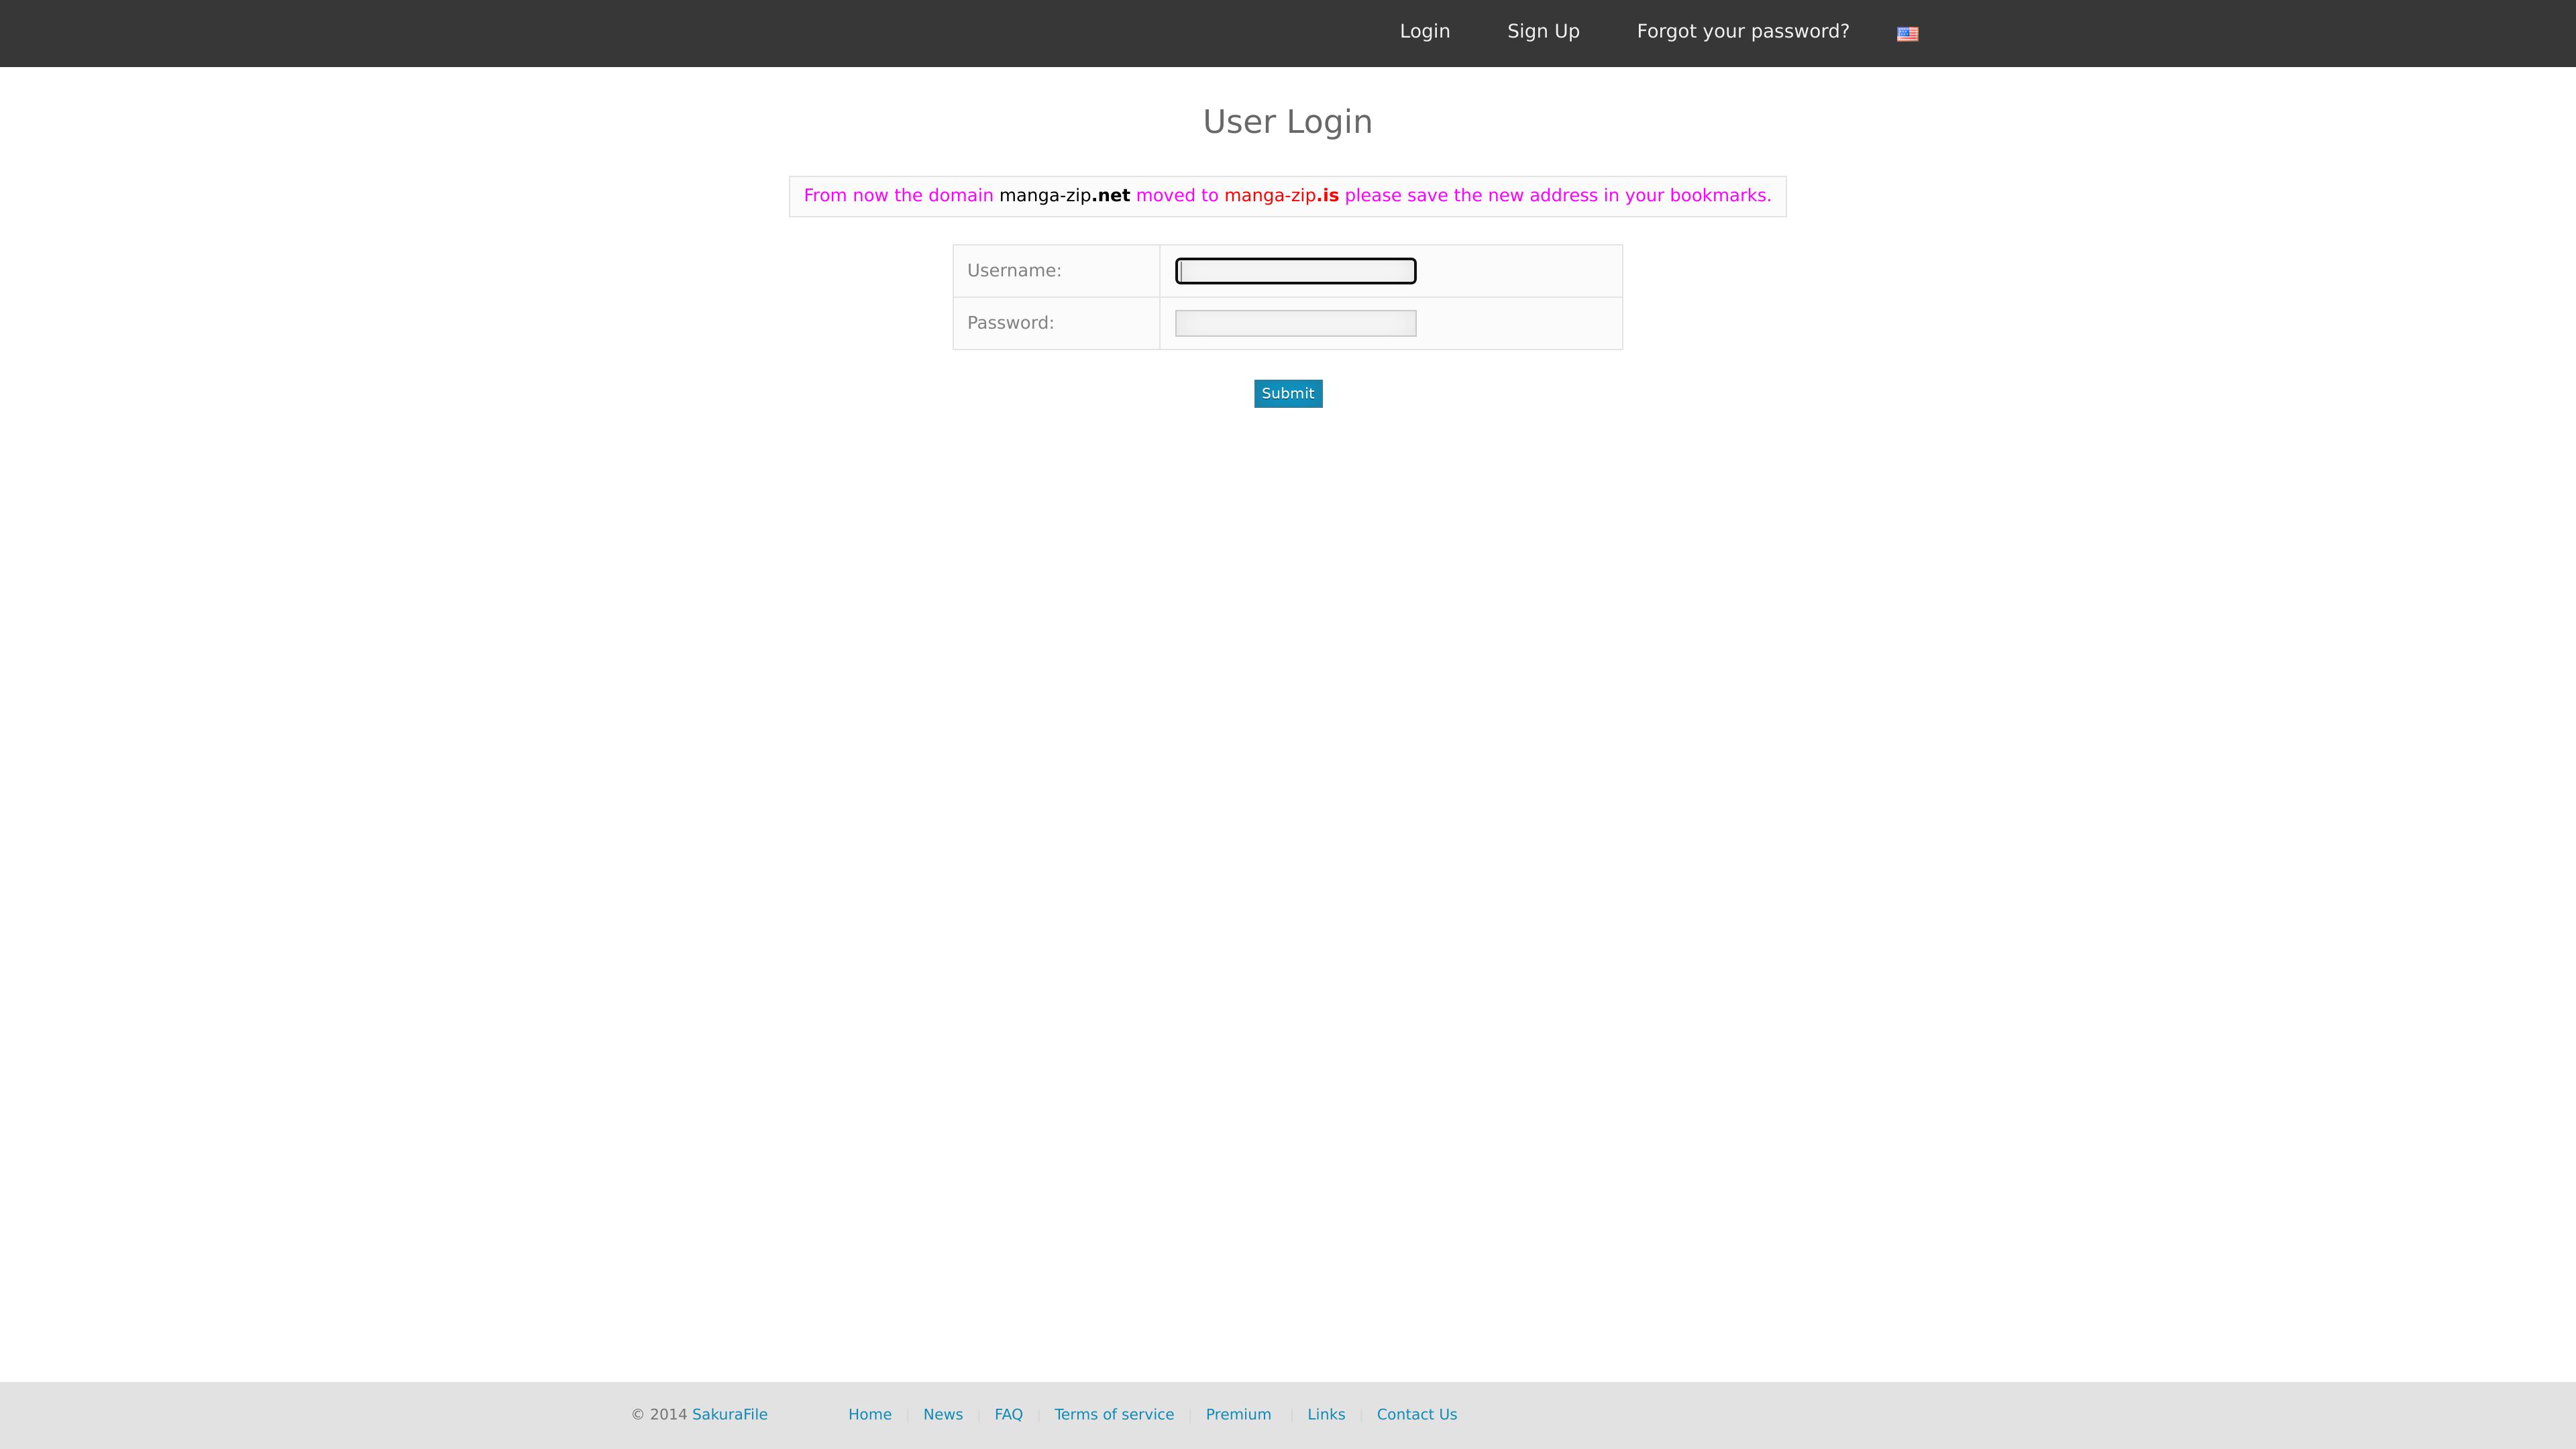 Login Sign Up Forgot your password?
User Login
From now the domain manga-zip.net moved to manga-zip.is please save the new address in your bookmarks.
Username:
Password:
Submit
© 2014 SakuraFile Home News FAQ Terms of service Premium Links Contact Us